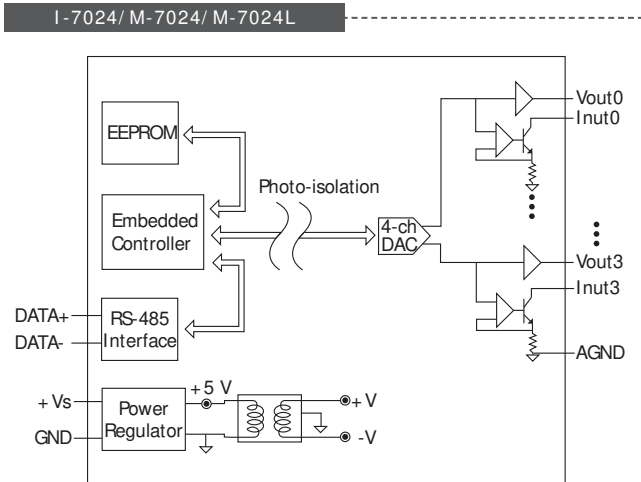 I-7024/ M-7024/ M-7024L
EEPROM
Embedded
Controller
Photo-isolation
4-ch
DAC
Vout0
Inut0
Vout3
Inut3
AGND
DATA+
DATA-
RS-485
Interface
+ Vs
GND
Power
Regulator
+5 V
+ V
-V